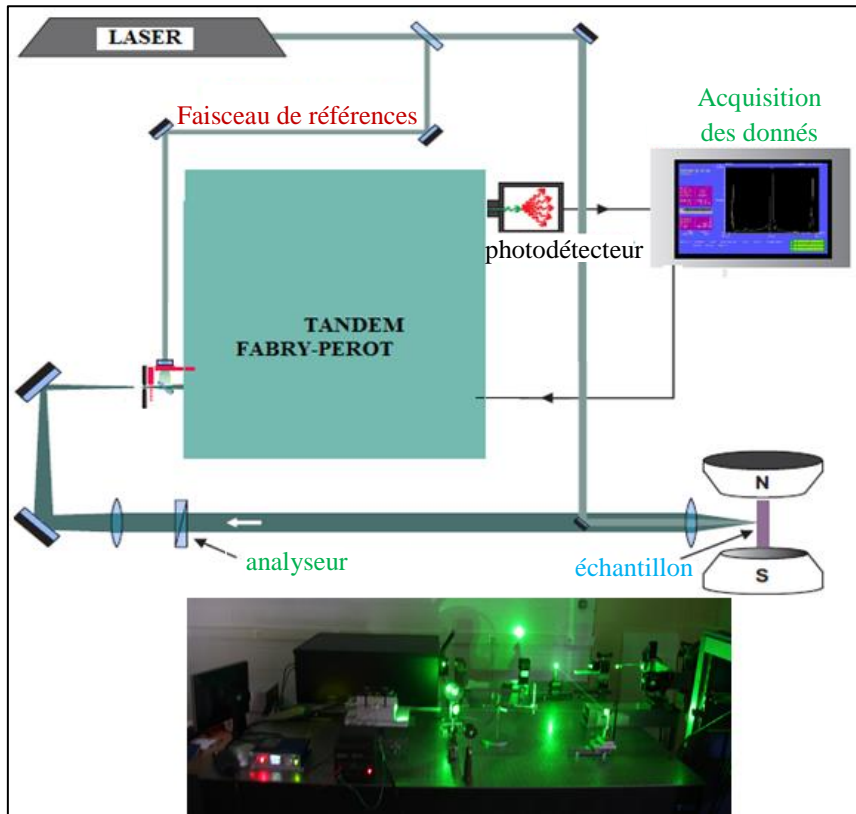 LASER
Faisceau de références
Acquisition
des donnés
photodétecteur
TANDEM
FABRY-PEROT
N
analyseur
échantillon
S